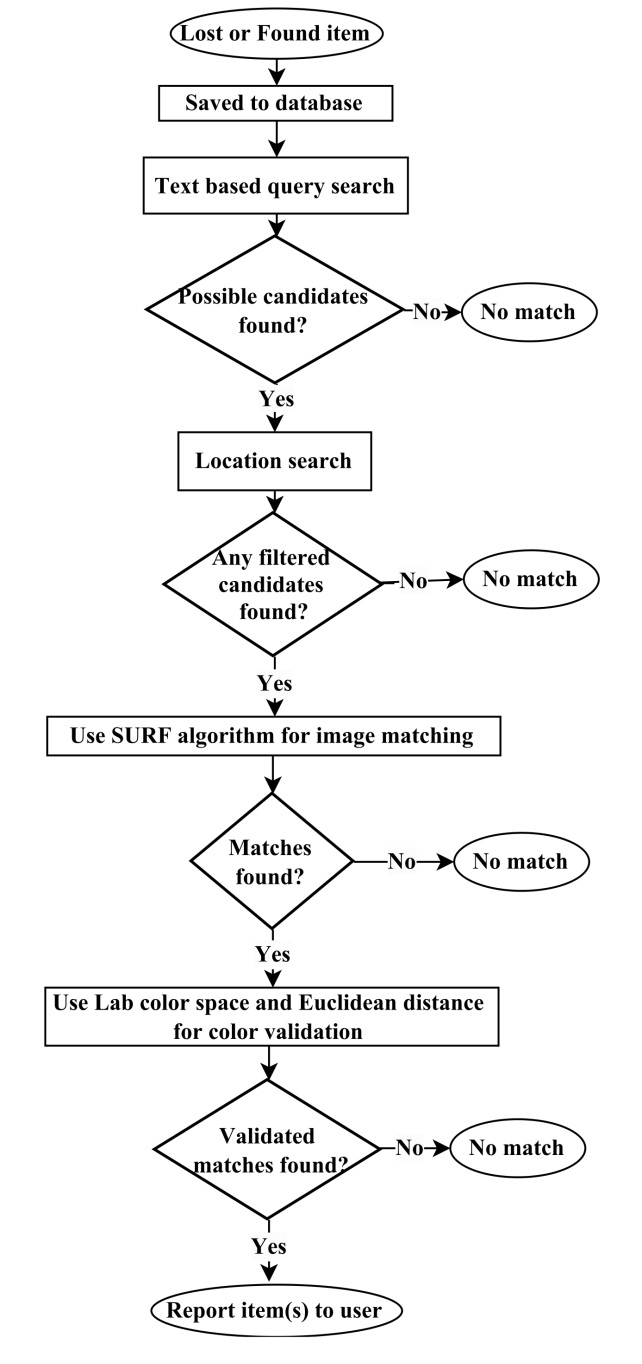 Lost or Found item
Saved to database
Text based query search
Possible candidates
found?
No
No match
Yes
Location search
Any filtered
candidates
found?
No
No match
Yes
Use SURF algorithm for image matching
Matches
found?
No
No match
Yes
Use Lab color space and Euclidean distance
for color validation
Validated
matches found?
No
No match
Yes
Report item(s) to user